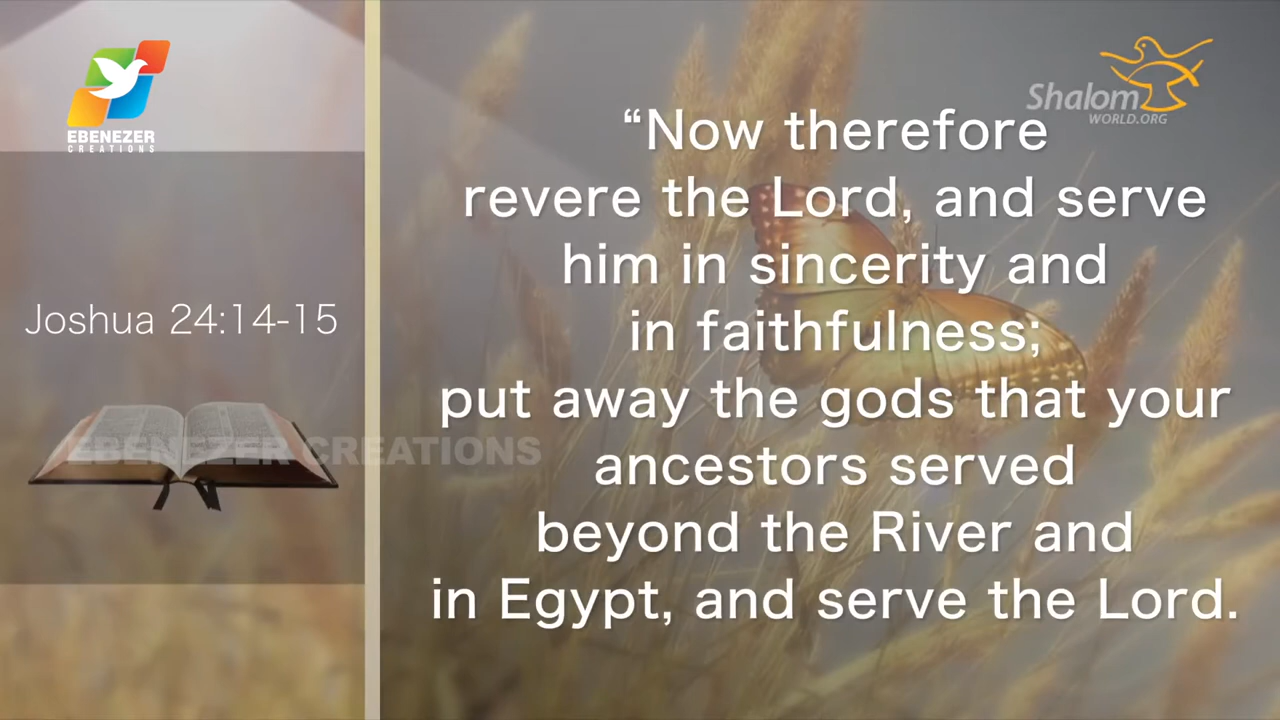 EBENEZER
CREATIONS
Shalom
WORLD.ORG
Joshua 24:14-15
“Now therefore
revere the Lord, and serve
him in sincerity and
in faithfulness;
put away the gods that your
ancestors served
beyond the River and
in Egypt, and serve the Lord.
EBENEZER CREATIONS